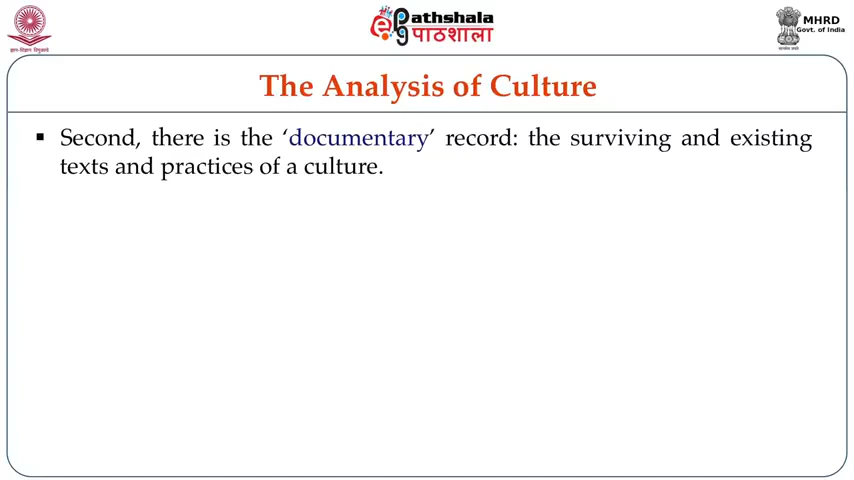 ePathshala
पाठशाला
MHRD
Govt. of India
The Analysis of Culture
▪ Second, there is the ‘documentary’ record: the surviving and existing
texts and practices of a culture.